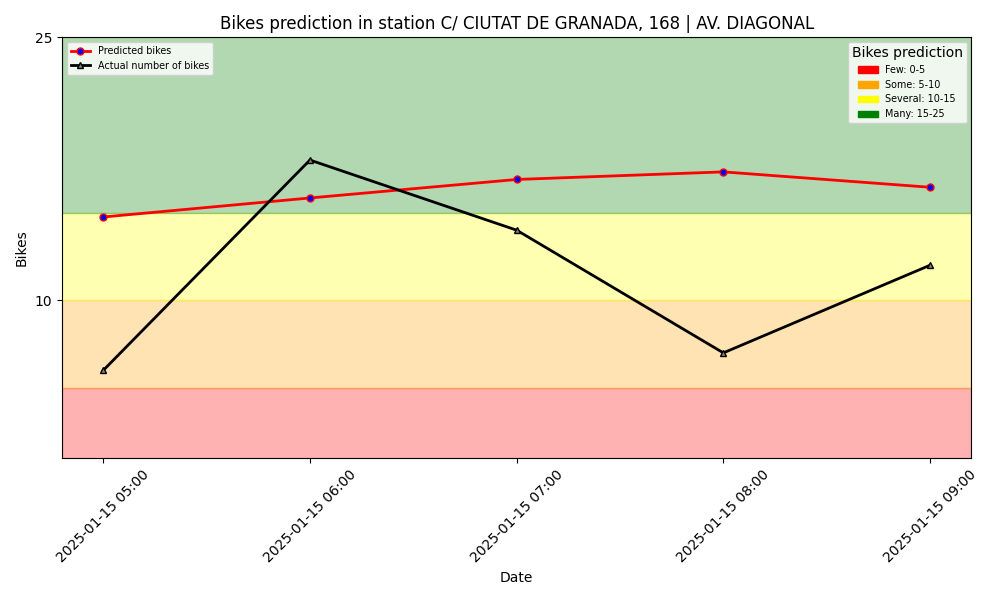 Bikes prediction in station C/ CIUTAT DE GRANADA, 168 | AV. DIAGONAL
25
Predicted bikes
Actual number of bikes
Bikes prediction
Few: 0-5
Some: 5-10
Several: 10-15
Many: 15-25
Bikes
10
2025-01-15 05:00
2025-01-15 06:00
2025-01-15 07:00
2025-01-15 08:00
2025-01-15 09:00
Date